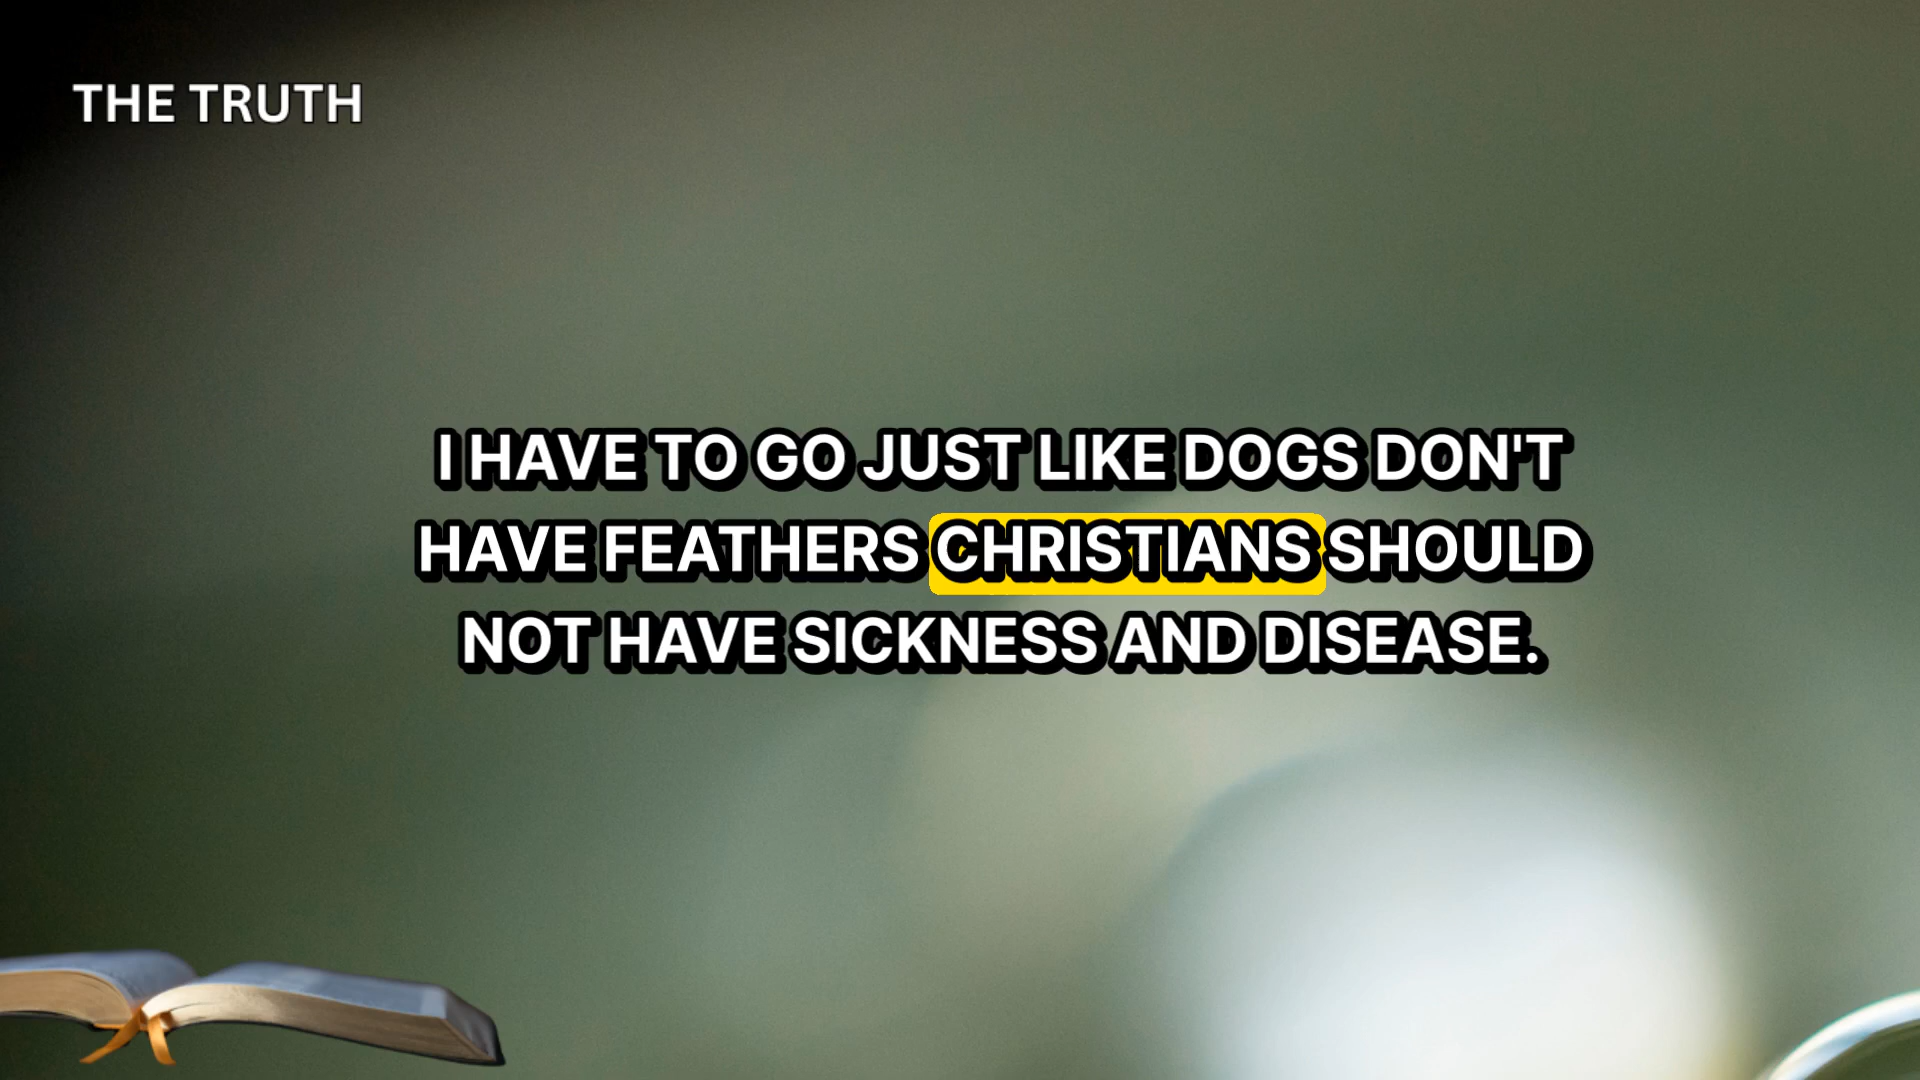 THE TRUTH
I HAVE TO GO JUST LIKE DOGS DON'T
HAVE FEATHERS CHRISTIANS SHOULD
NOT HAVE SICKNESS AND DISEASE.